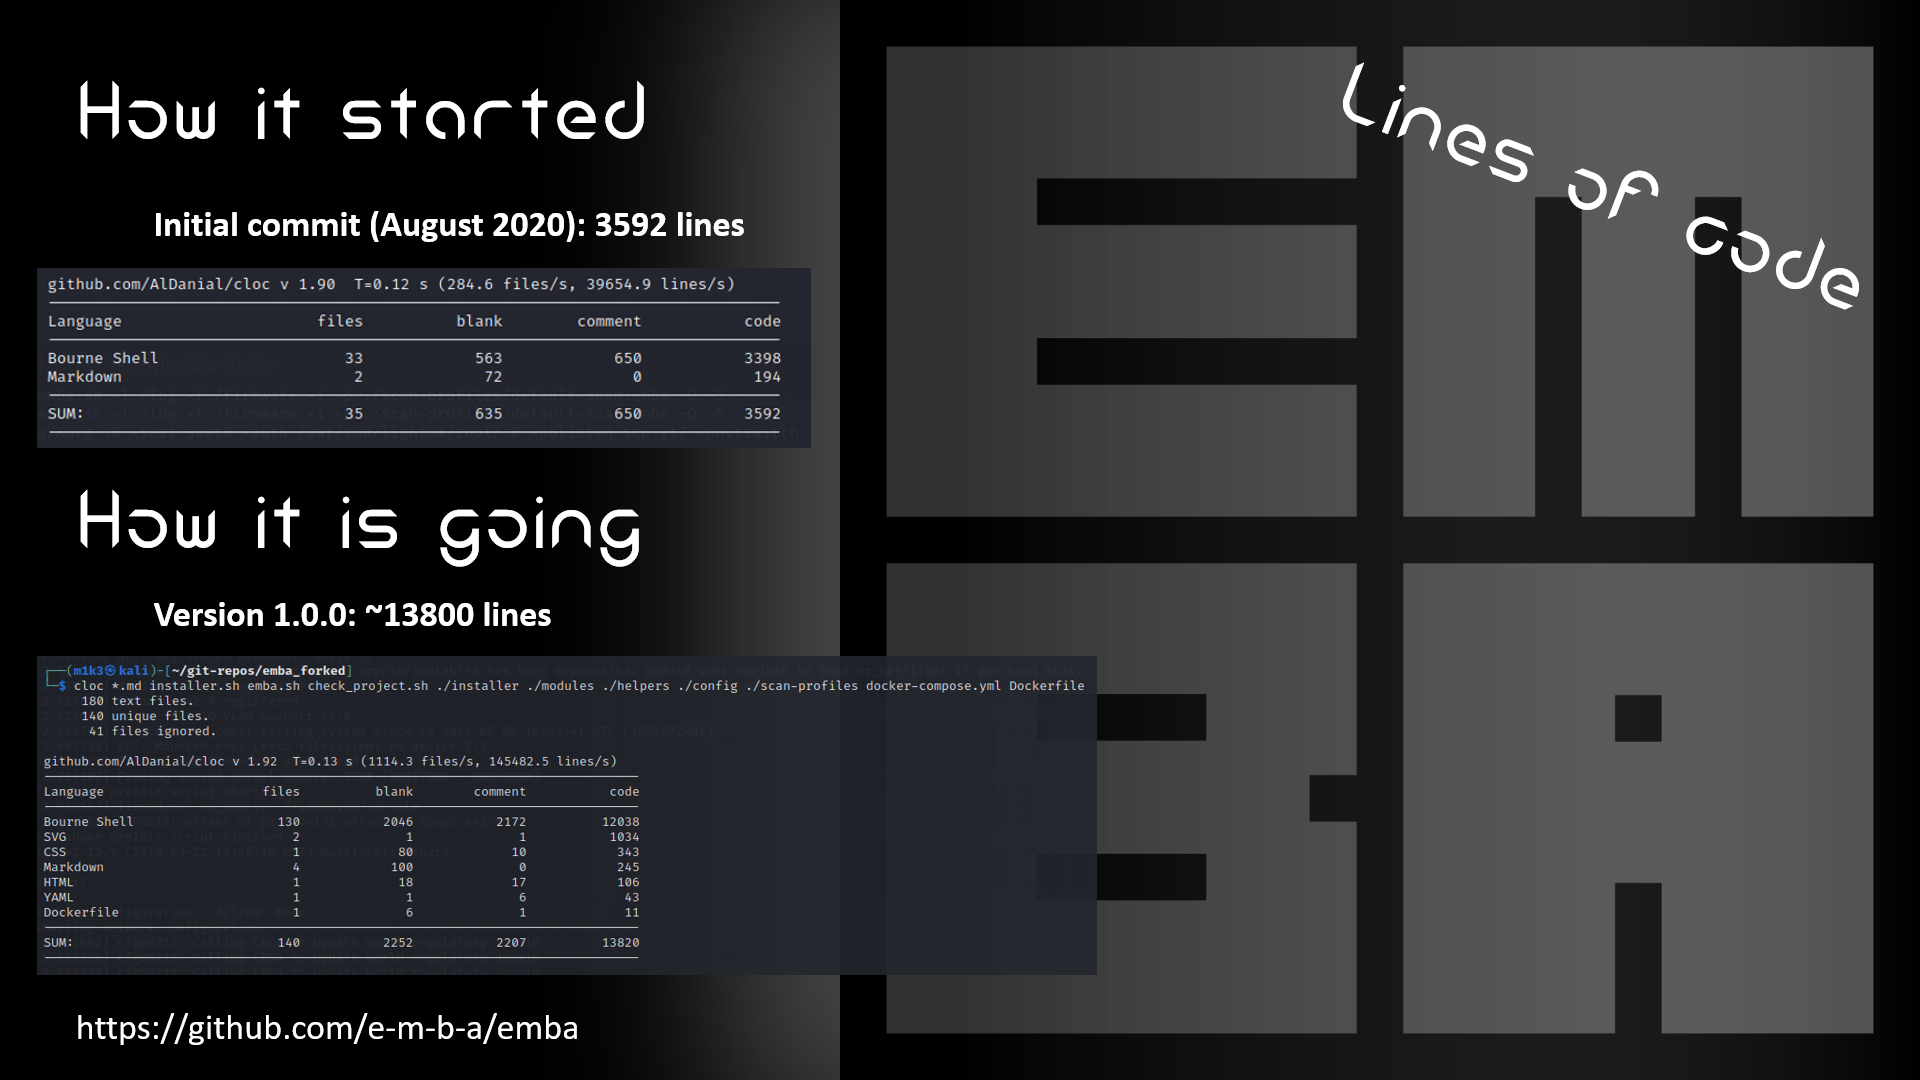 How it started
Lines of code
Initial commit (August 2020): 3592 lines
github.com/AlDanial/cloc v 1.90  T=0.12 s (284.6 files/s, 39654.9 lines/s)
Language files blank comment code
Bourne Shell 33 563 650 3398
Markdown 2 72 0 194
SUM: 35 635 650 3592
How it is going
Version 1.0.0: ~13800 lines
(m1k3㉿kali)-[~/git-repos/emba_forked]
$ cloc *.md installer.sh emba.sh check_project.sh ./installer ./modules ./helpers ./config ./scan-profiles docker-compose.yml Dockerfile
180 text files.
140 unique files.
41 files ignored.
github.com/AlDanial/cloc v 1.92  T=0.13 s (1114.3 files/s, 145482.5 lines/s)
Language files blank comment code
Bourne Shell 130 2046 2172 12038
SVG 2 1 1 1034
CSS 1 80 10 343
Markdown 4 100 0 245
HTML 1 18 17 106
YAML 1 1 6 43
Dockerfile 1 6 1 11
SUM: 140 2252 2207 13820
https://github.com/e-m-b-a/emba
EMBA